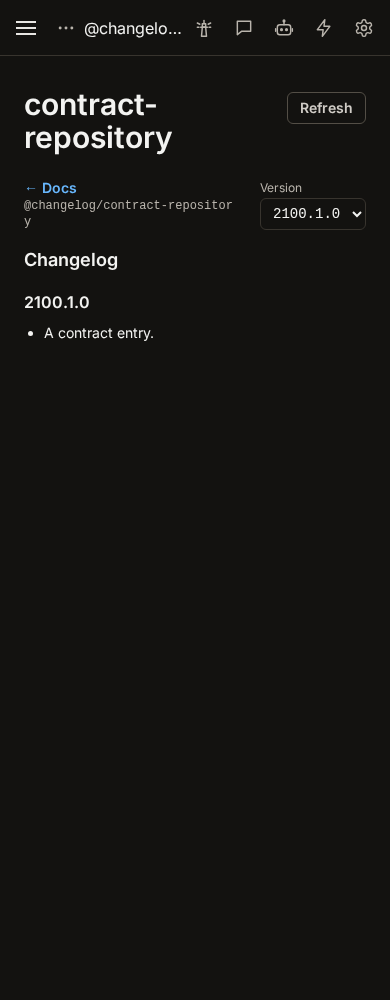 @changelo...
contract-
repository
Refresh
← Docs
@changelog/contract-repositor
y
Version
2100.1.0
Changelog
2100.1.0
• A contract entry.